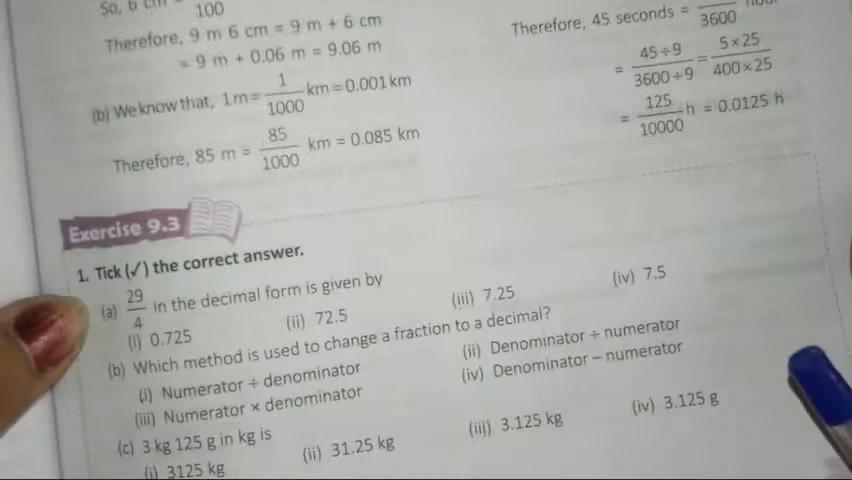 So, 6 cm = 100
Therefore, 9 m 6 cm = 9 m + 6 cm
= 9 m + 0.06 m = 9.06 m
(b) We know that, 1 m = 1/1000 km = 0.001 km
Therefore, 85 m = 85/1000 km = 0.085 km
Therefore, 45 seconds = 3600
= 45 ÷ 9/3600 ÷ 9 = 5 × 25/400 × 25
= 125/10000 h = 0.0125 h
Exercise 9.3
1. Tick (✓) the correct answer.
(a) 29/4 in the decimal form is given by
(i) 0.725 (ii) 72.5 (iii) 7.25 (iv) 7.5
(b) Which method is used to change a fraction to a decimal?
(i) Numerator ÷ denominator (ii) Denominator ÷ numerator
(iii) Numerator × denominator (iv) Denominator – numerator
(c) 3 kg 125 g in kg is
(i) 3125 kg (ii) 31.25 kg (iii) 3.125 kg (iv) 3.125 g